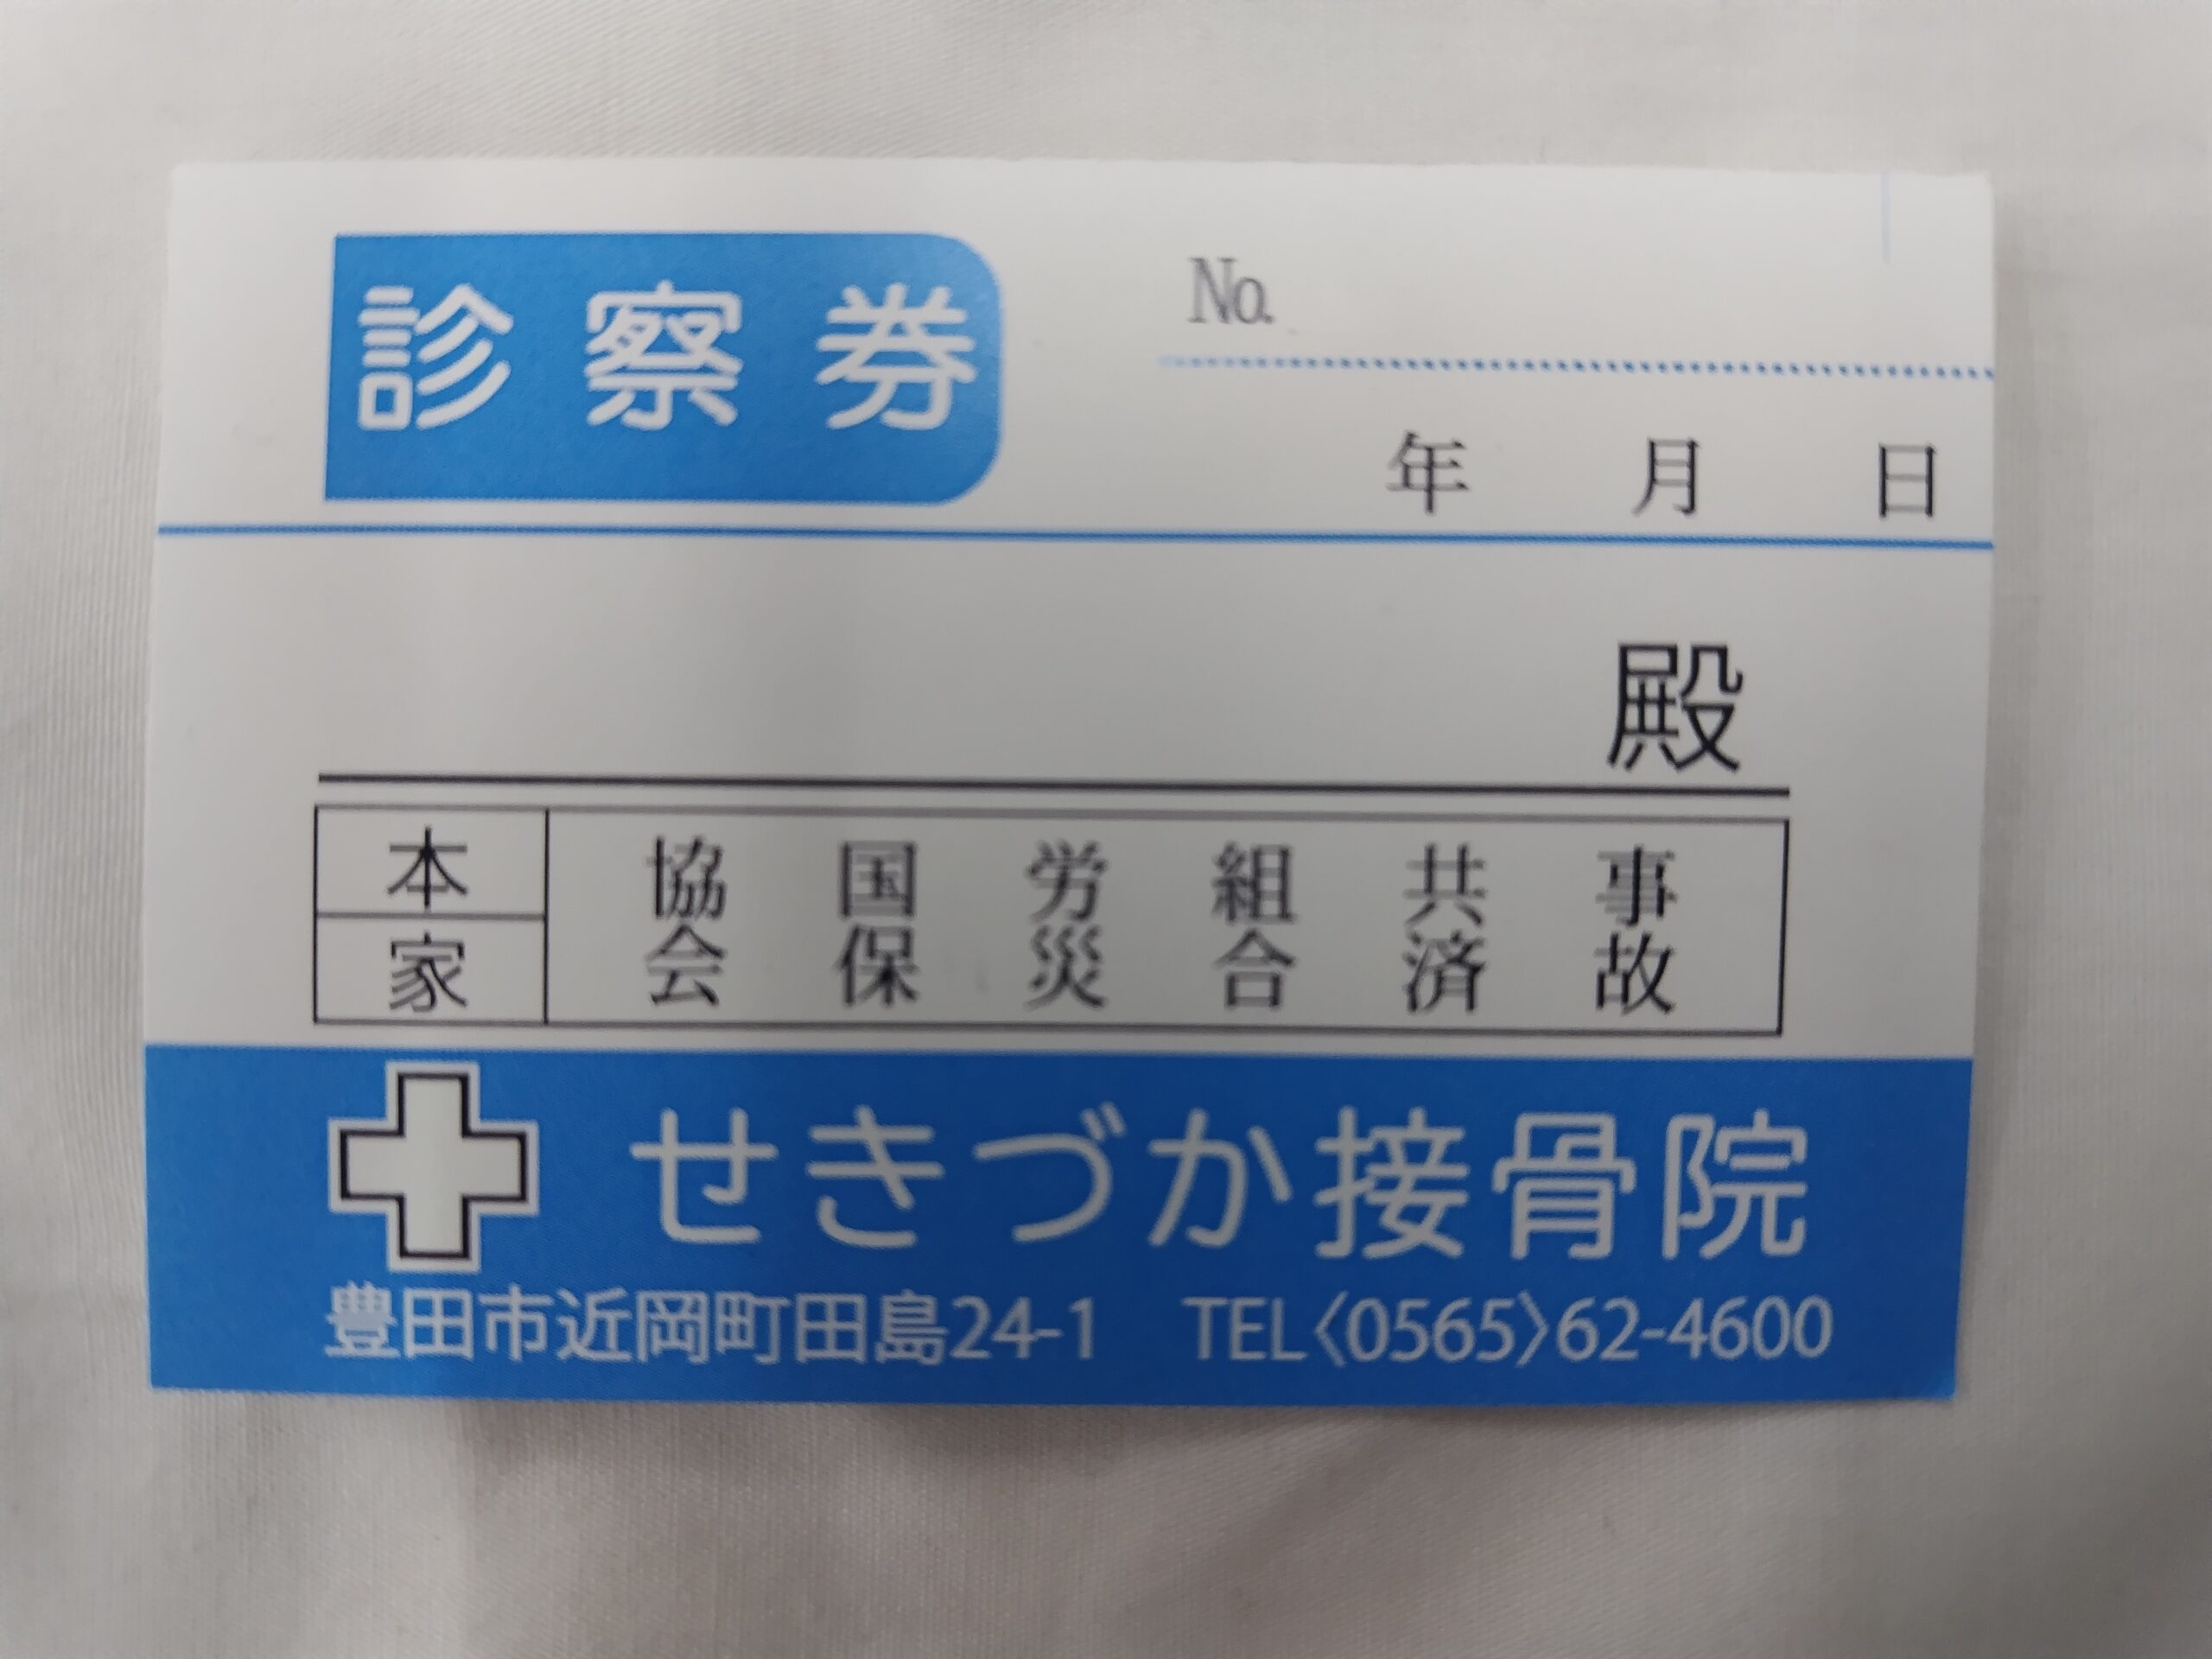 診察券
No.
年 月 日
殿
本 協会 国保 労災 組合 共済 事故
家
せきづか接骨院
豊田市近岡町田島24-1 TEL〈0565〉62-4600